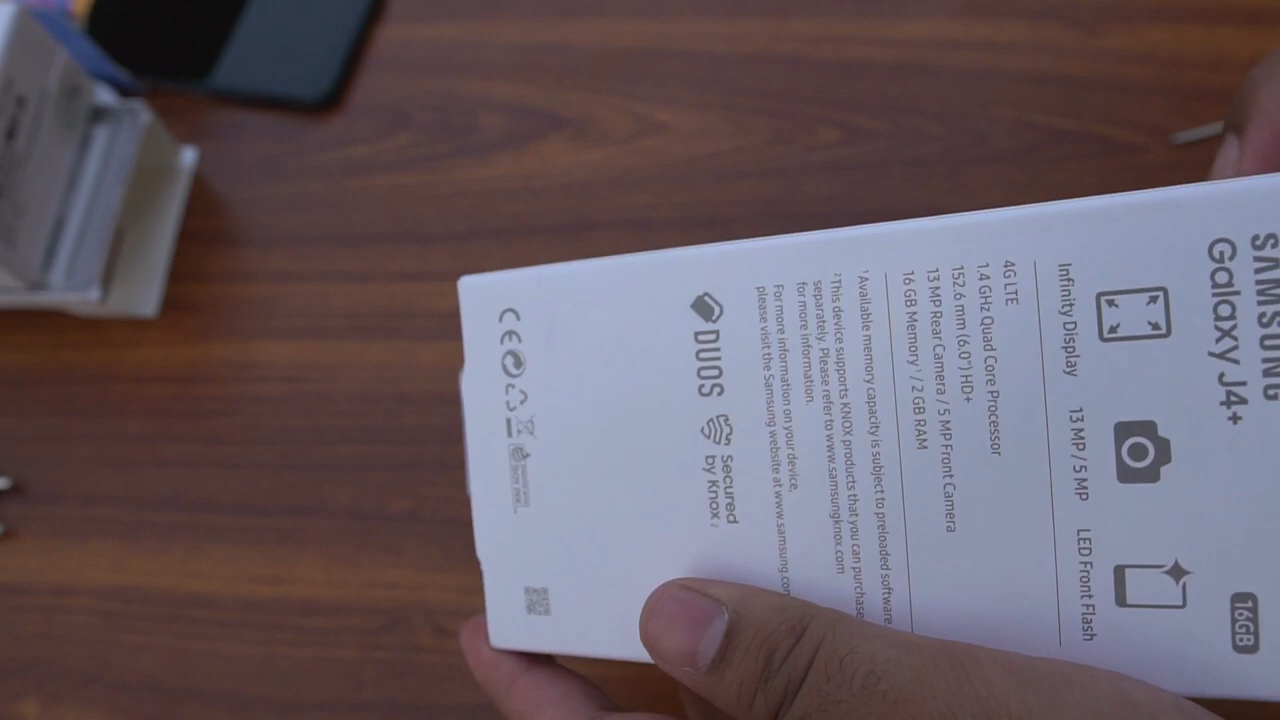 SAMSUNG
Galaxy J4+
16GB
Infinity Display
13 MP / 5 MP
LED Front Flash
4G LTE
1.4 GHz Quad Core Processor
152.6 mm (6.0") HD+
13 MP Rear Camera / 5 MP Front Camera
16 GB Memory¹ / 2 GB RAM
¹Available memory capacity is subject to preloaded software.
²This device supports KNOX products that you can purchase
separately. Please refer to www.samsungknox.com
for more information.
For more information on your device,
please visit the Samsung website at www.samsung.com
DUOS
Secured
by Knox²
CE